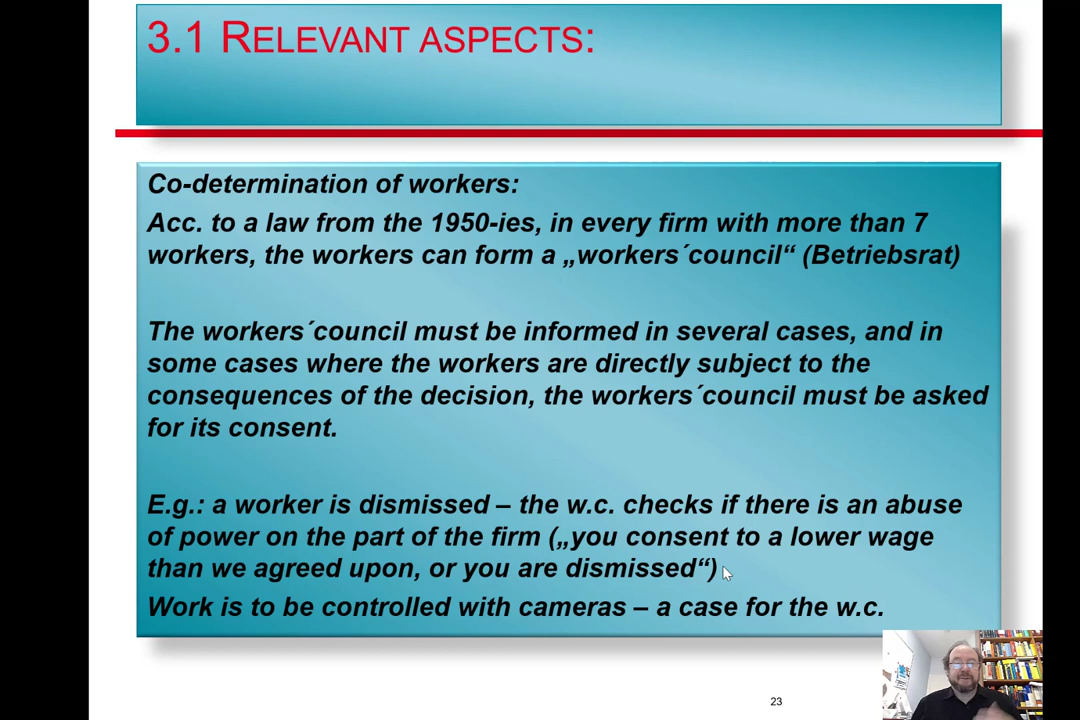 3.1 RELEVANT ASPECTS:
Co-determination of workers:
Acc. to a law from the 1950-ies, in every firm with more than 7
workers, the workers can form a „workers´council“ (Betriebsrat)
The workers´council must be informed in several cases, and in
some cases where the workers are directly subject to the
consequences of the decision, the workers´council must be asked
for its consent.
E.g.: a worker is dismissed – the w.c. checks if there is an abuse
of power on the part of the firm („you consent to a lower wage
than we agreed upon, or you are dismissed“)
Work is to be controlled with cameras – a case for the w.c.
23